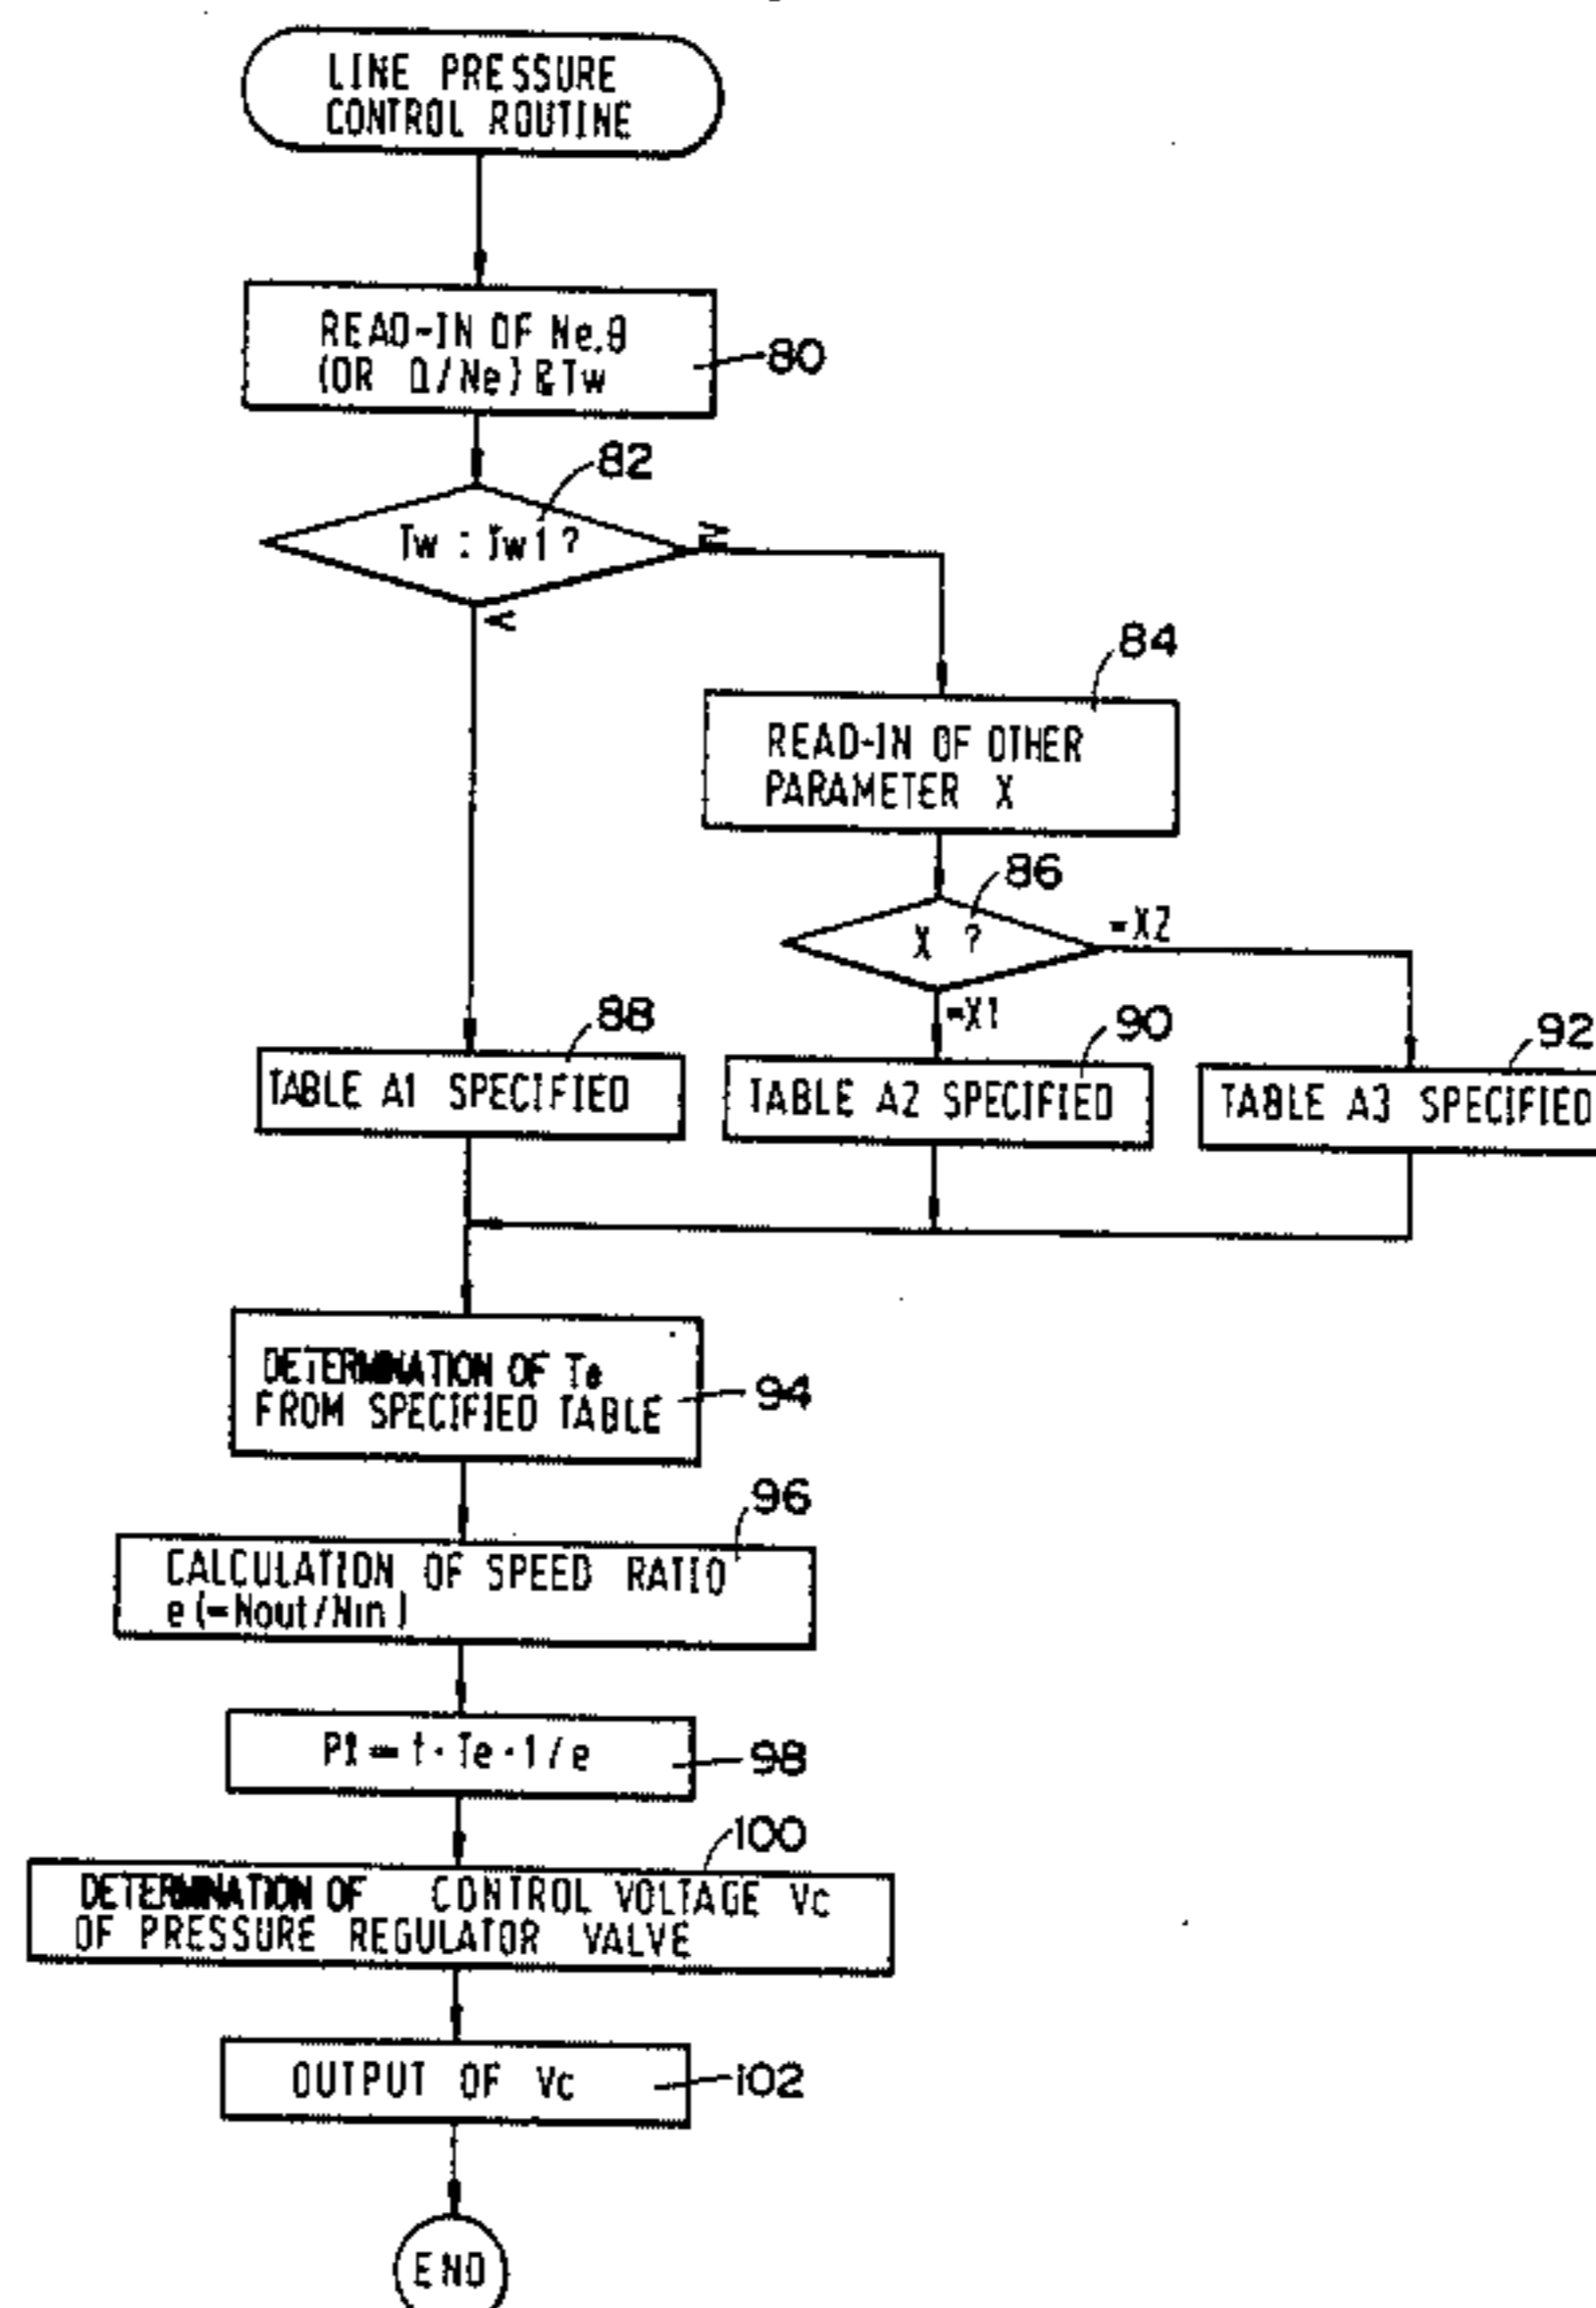 LINE PRESSURE
CONTROL ROUTINE
READ-IN OF Ne,θ
(OR Q/Ne) & Tw
80
82
Tw : Tw1 ?
≥
<
84
READ-IN OF OTHER
PARAMETER X
86
X ?
=X2
=X1
88
90
92
TABLE A1 SPECIFIED
TABLE A2 SPECIFIED
TABLE A3 SPECIFIED
DETERMINATION OF Te
FROM SPECIFIED TABLE
94
96
CALCULATION OF SPEED RATIO
e(=Nout/Nin)
Pl = f · Te · 1/e
98
100
DETERMINATION OF CONTROL VOLTAGE Vc
OF PRESSURE REGULATOR VALVE
OUTPUT OF Vc
102
END